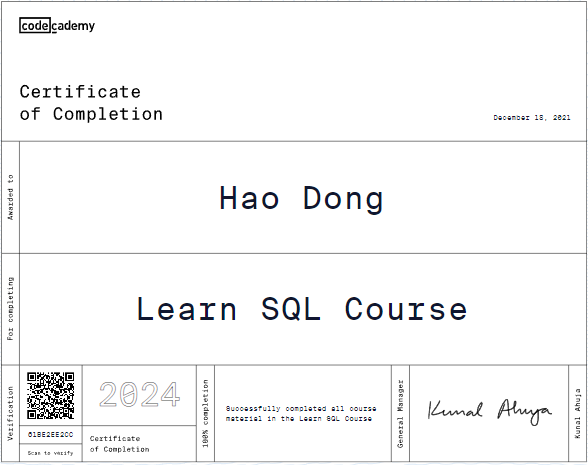 codecademy
Certificate
of Completion
December 18, 2021
Awarded to
Hao Dong
For completing
Learn SQL Course
Verification
61BE2EE2CC
Scan to verify
2024
Certificate
of Completion
100% completion
Successfully completed all course
material in the Learn SQL Course
General Manager
Kunal Ahuja
Kunal Ahuja